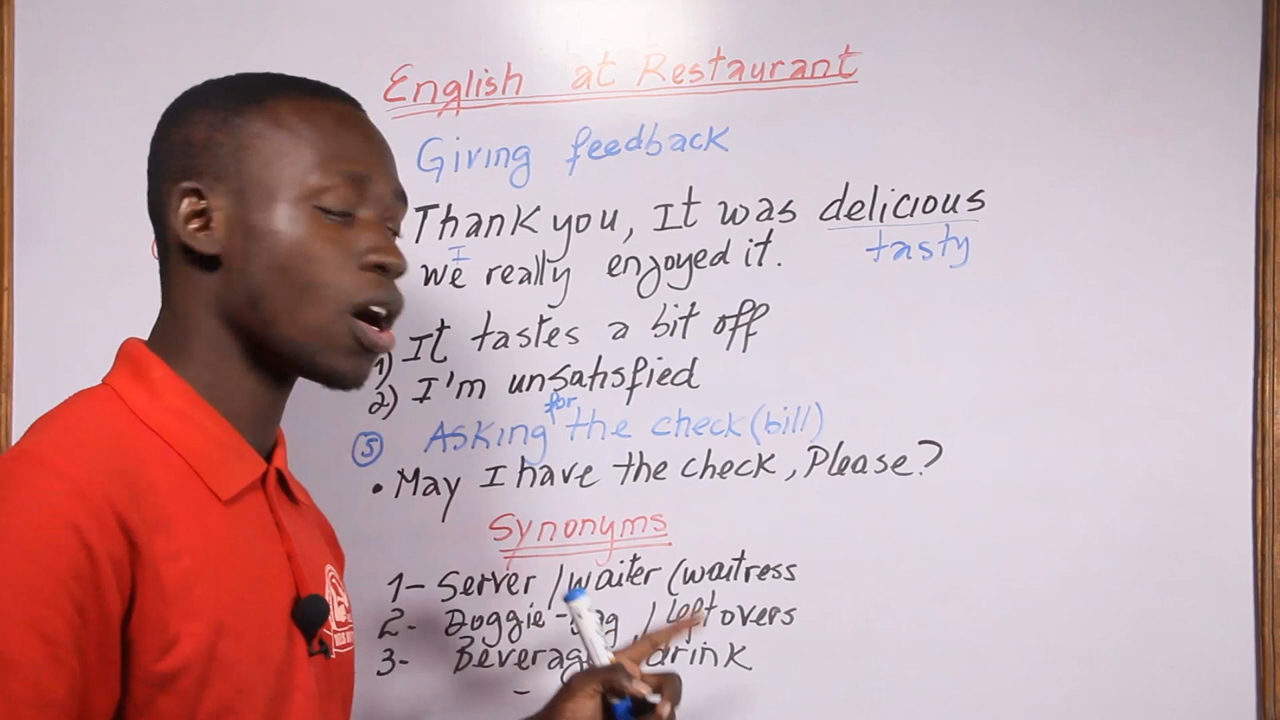 English at Restaurant
Giving feedback
Thank you, It was delicious
tasty
I
we really enjoyed it.
1) It tastes a bit off
2) I'm unsatisfied
for
5 Asking the check (bill)
• May I have the check, Please?
Synonyms
1- Server / waiter (waitress
2- Doggie- / leftovers
3- drink